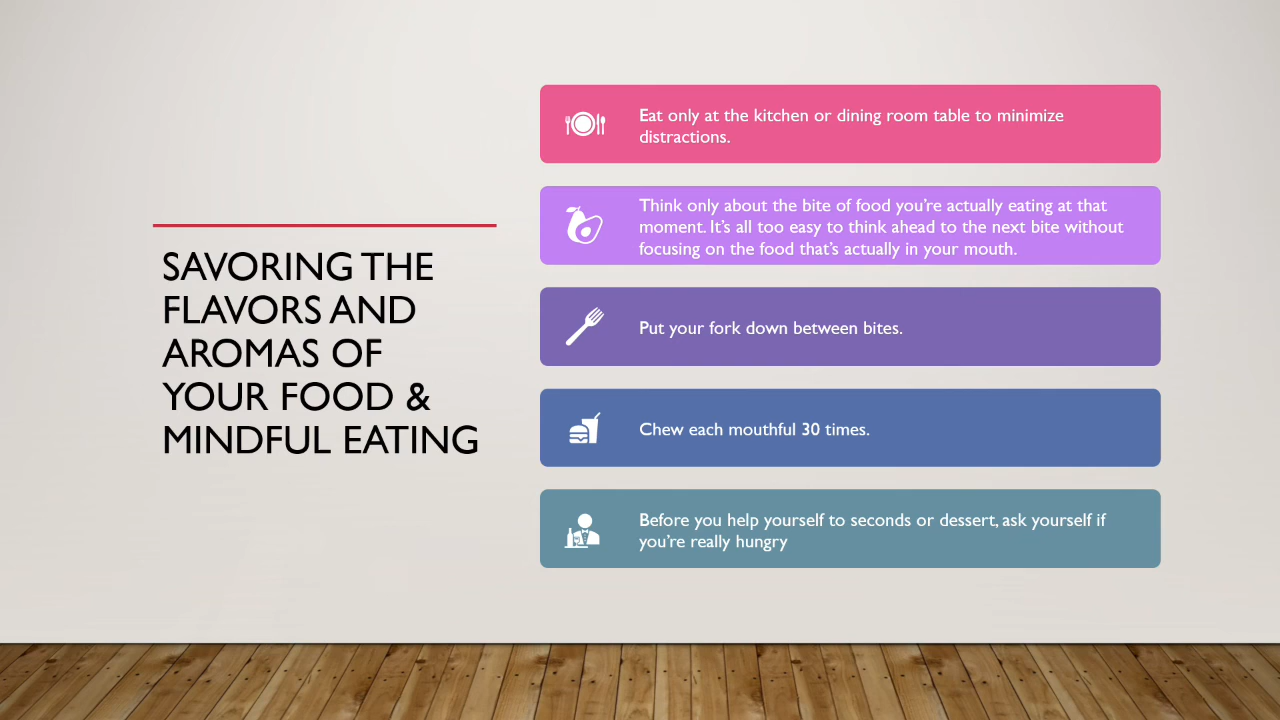 SAVORING THE
FLAVORS AND
AROMAS OF
YOUR FOOD &
MINDFUL EATING
Eat only at the kitchen or dining room table to minimize
distractions.
Think only about the bite of food you’re actually eating at that
moment. It’s all too easy to think ahead to the next bite without
focusing on the food that’s actually in your mouth.
Put your fork down between bites.
Chew each mouthful 30 times.
Before you help yourself to seconds or dessert, ask yourself if
you’re really hungry